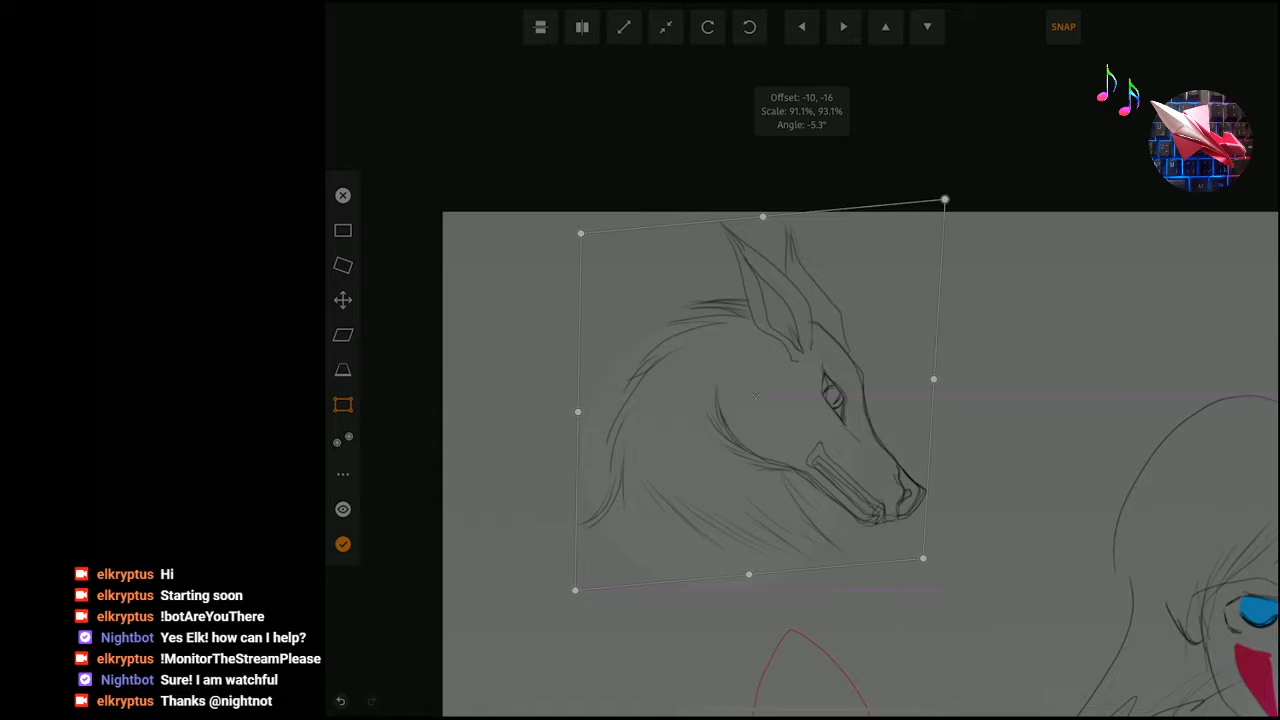 SNAP
Offset: -10, -16
Scale: 91.1%, 93.1%
Angle: -5.3°
elkryptus Hi
elkryptus Starting soon
elkryptus !botAreYouThere
Nightbot Yes Elk! how can I help?
elkryptus !MonitorTheStreamPlease
Nightbot Sure! I am watchful
elkryptus Thanks @nightnot